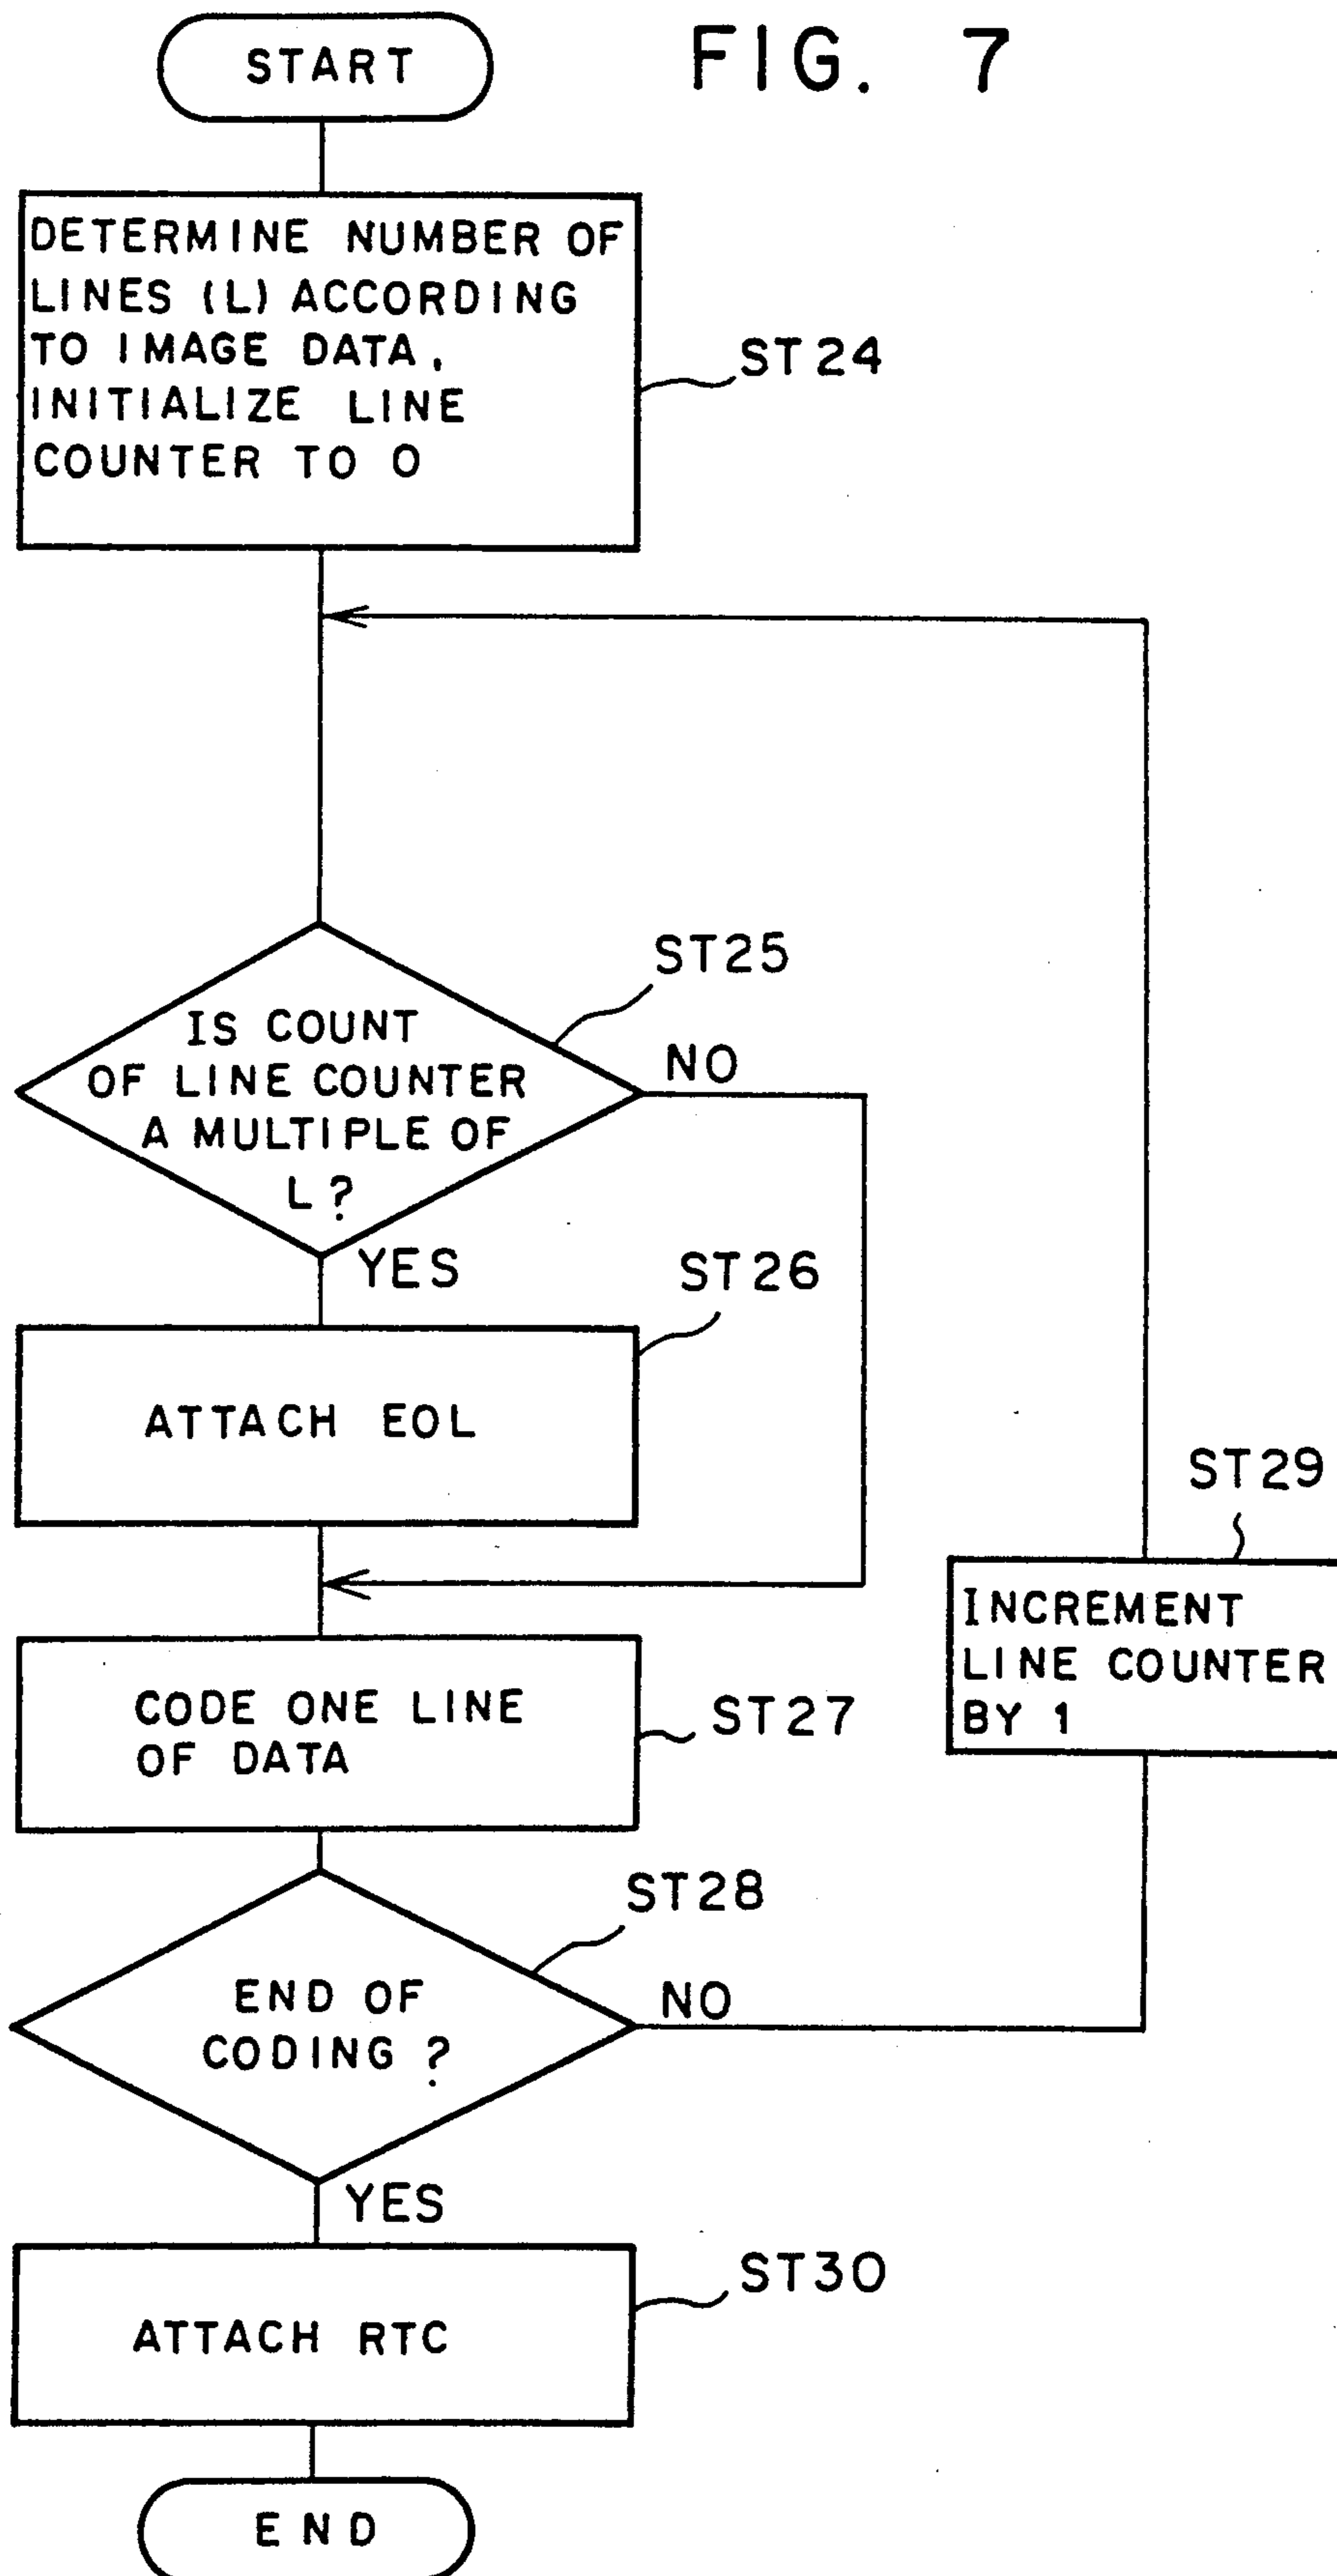 FIG. 7
START
DETERMINE NUMBER OF
LINES (L) ACCORDING
TO IMAGE DATA,
INITIALIZE LINE
COUNTER TO 0
ST24
ST25
IS COUNT
OF LINE COUNTER
A MULTIPLE OF
L?
NO
YES
ST26
ATTACH EOL
ST29
INCREMENT
LINE COUNTER
BY 1
CODE ONE LINE
OF DATA
ST27
ST28
END OF
CODING ?
NO
YES
ST30
ATTACH RTC
END